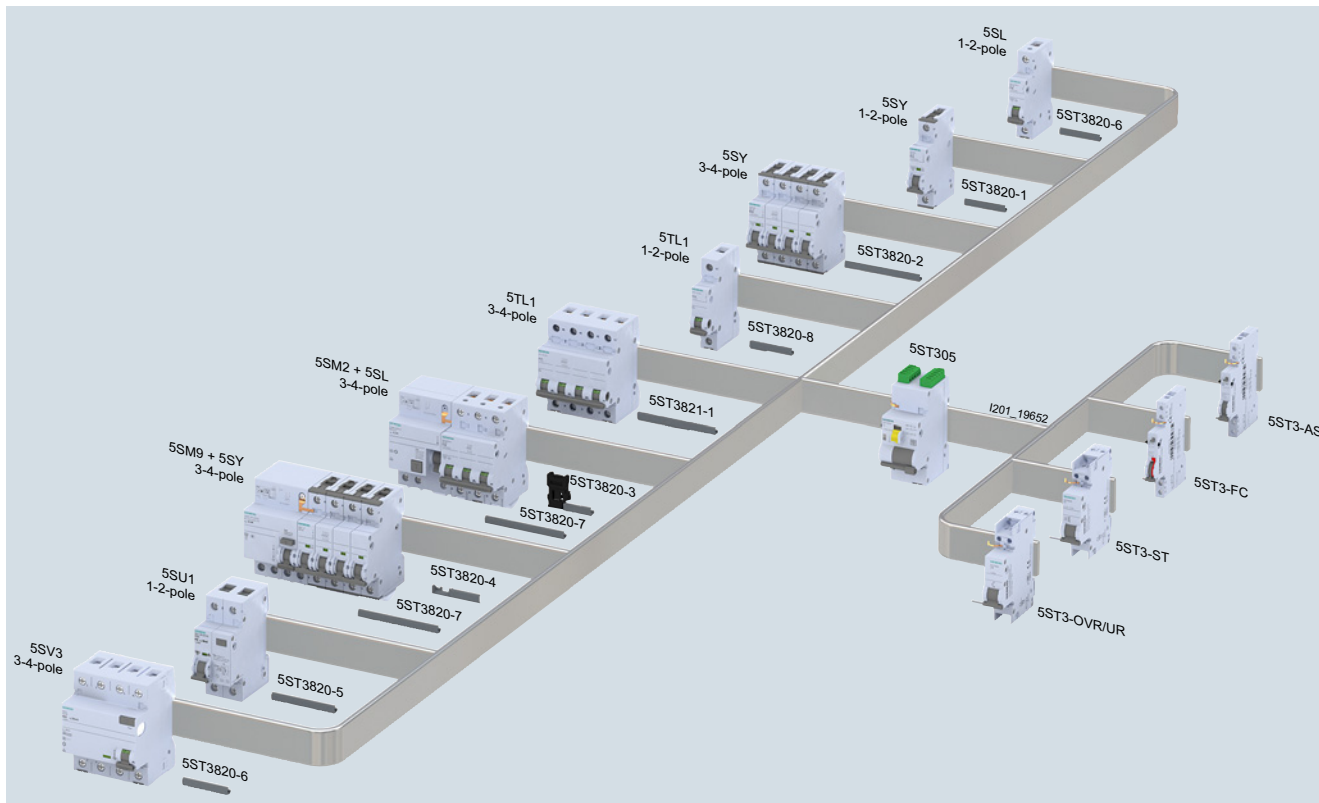 5SL
1-2-pole
5ST3820-6
5SY
1-2-pole
5ST3820-1
5SY
3-4-pole
5ST3820-2
5TL1
1-2-pole
5ST3820-8
5TL1
3-4-pole
5ST3821-1
5SM2 + 5SL
3-4-pole
5ST3820-3
5ST3820-7
5SM9 + 5SY
3-4-pole
5ST3820-4
5ST3820-7
5SU1
1-2-pole
5ST3820-5
5SV3
3-4-pole
5ST3820-6
5ST305
I201_19652
5ST3-AS
5ST3-FC
5ST3-ST
5ST3-OVR/UR